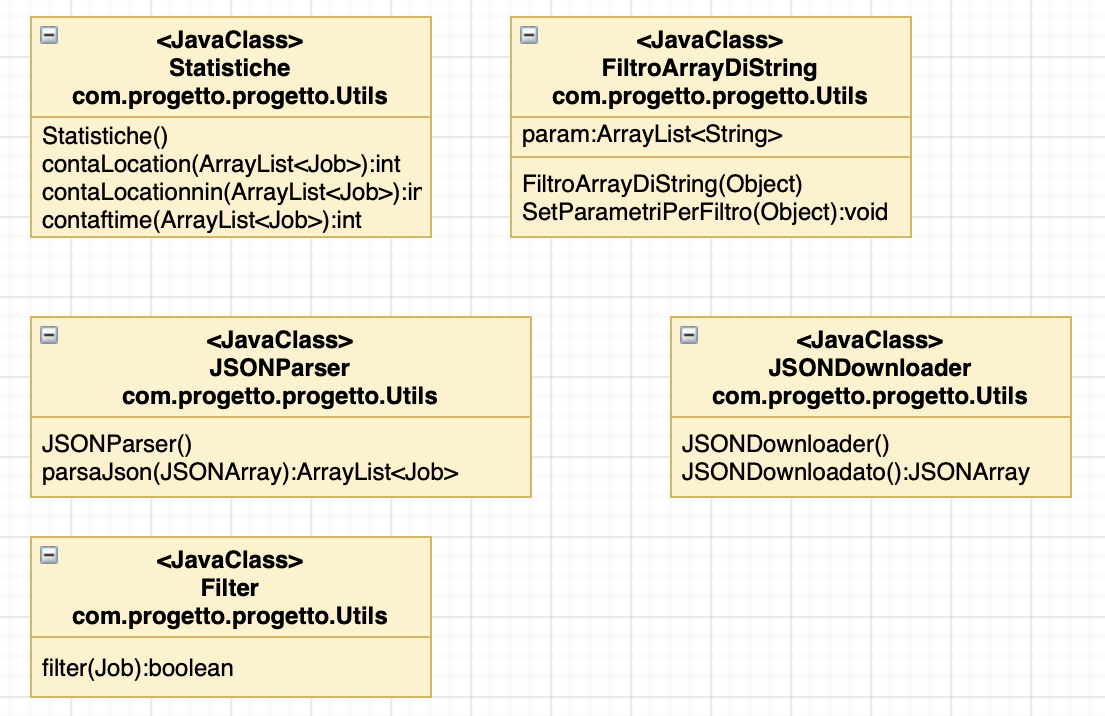 <JavaClass>
Statistiche
com.progetto.progetto.Utils
Statistiche()
contaLocation(ArrayList<Job>):int
contaLocationnin(ArrayList<Job>):in
contaftime(ArrayList<Job>):int
<JavaClass>
FiltroArrayDiString
com.progetto.progetto.Utils
param:ArrayList<String>
FiltroArrayDiString(Object)
SetParametriPerFiltro(Object):void
<JavaClass>
JSONParser
com.progetto.progetto.Utils
JSONParser()
parsaJson(JSONArray):ArrayList<Job>
<JavaClass>
JSONDownloader
com.progetto.progetto.Utils
JSONDownloader()
JSONDownloadato():JSONArray
<JavaClass>
Filter
com.progetto.progetto.Utils
filter(Job):boolean